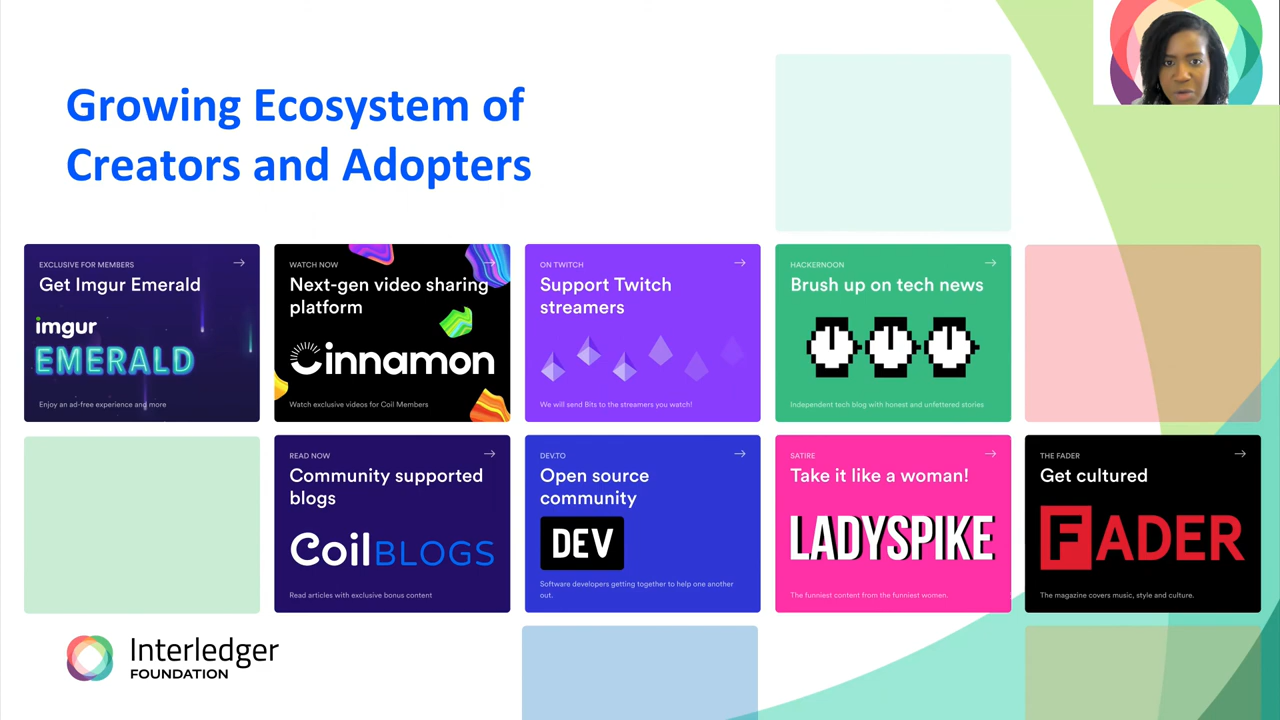 Growing Ecosystem of
Creators and Adopters
EXCLUSIVE FOR MEMBERS
Get Imgur Emerald
imgur
EMERALD
Enjoy an ad-free experience and more
WATCH NOW
Next-gen video sharing
platform
Cinnamon
Watch exclusive videos for Coil Members
ON TWITCH
Support Twitch
streamers
We will send Bits to the streamers you watch!
HACKERNOON
Brush up on tech news
Independent tech blog with honest and unfettered stories
READ NOW
Community supported
blogs
Coil BLOGS
Read articles with exclusive bonus content
DEV.TO
Open source
community
DEV
Software developers getting together to help one another
out.
SATIRE
Take it like a woman!
LADYSPIKE
The funniest content from the funniest women.
THE FADER
Get cultured
FADER
The magazine covers music, style and culture.
Interledger
FOUNDATION